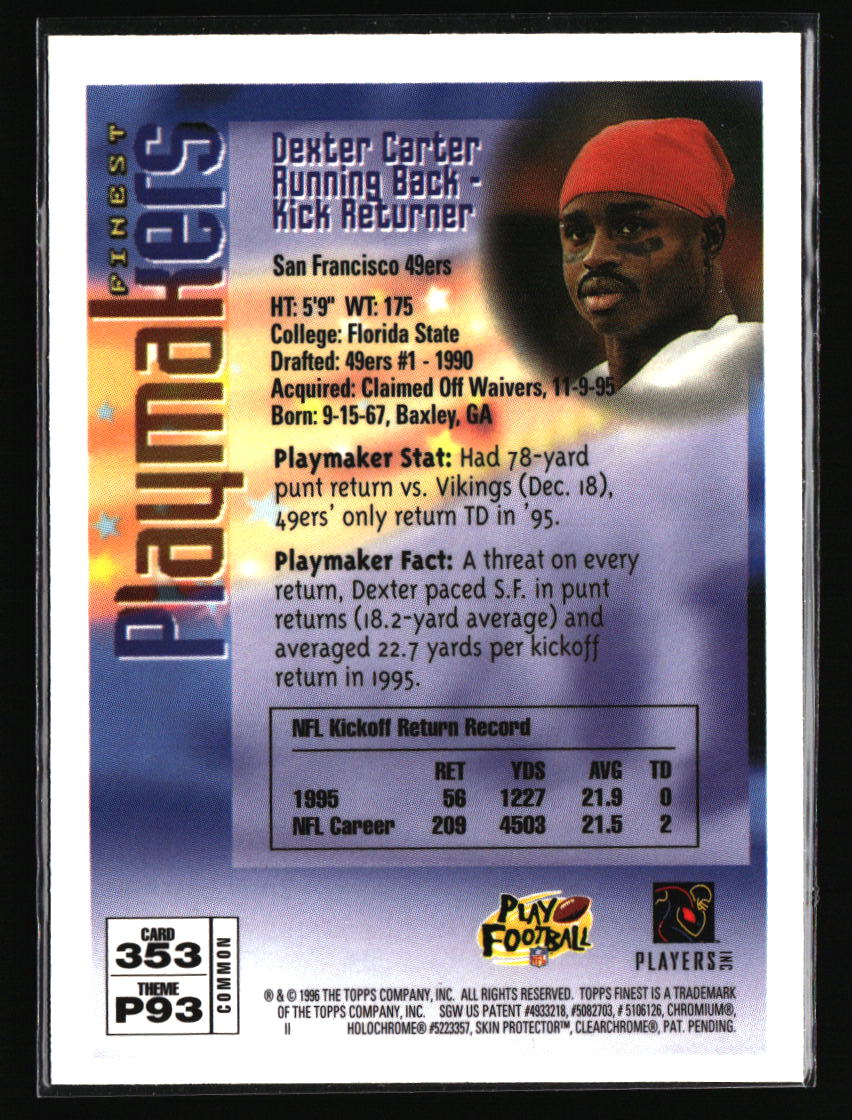 FINEST
Playmakers
Dexter Carter
Running Back -
Kick Returner
San Francisco 49ers
HT: 5'9" WT: 175
College: Florida State
Drafted: 49ers #1 - 1990
Acquired: Claimed Off Waivers, 11-9-95
Born: 9-15-67, Baxley, GA
Playmaker Stat: Had 78-yard
punt return vs. Vikings (Dec. 18),
49ers' only return TD in '95.
Playmaker Fact: A threat on every
return, Dexter paced S.F. in punt
returns (18.2-yard average) and
averaged 22.7 yards per kickoff
return in 1995.
NFL Kickoff Return Record
RET YDS AVG TD
1995 56 1227 21.9 0
NFL Career 209 4503 21.5 2
CARD
353
THEME
P93
COMMON
PLAY
FOOTBALL
NFL
PLAYERS INC
® & © 1996 THE TOPPS COMPANY, INC. ALL RIGHTS RESERVED. TOPPS FINEST IS A TRADEMARK
OF THE TOPPS COMPANY, INC. SGW US PATENT #4933218, #5082703, # 5106126, CHROMIUM®,
II HOLOCHROME® #5223357, SKIN PROTECTOR™, CLEARCHROME®, PAT. PENDING.